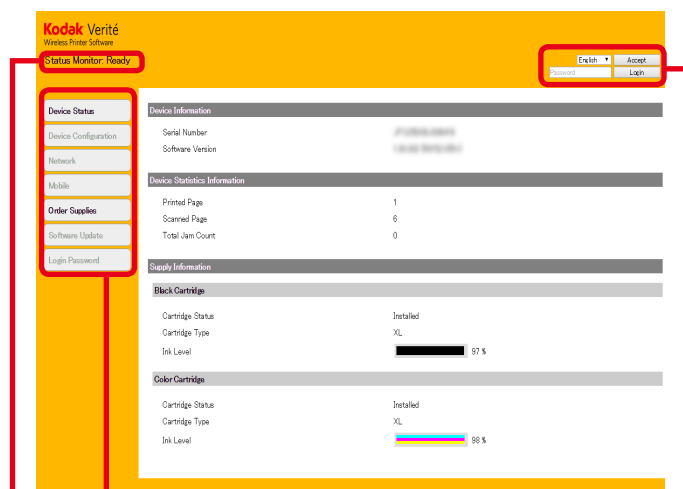 Kodak Verité
Wireless Printer Software
Status Monitor: Ready
English Accept
Password Login
Device Status
Device Configuration
Network
Mobile
Order Supplies
Software Update
Login Password
Device Information
Serial Number
Software Version
Device Statistics Information
Printed Page 1
Scanned Page 6
Total Jam Count 0
Supply Information
Black Cartridge
Cartridge Status Installed
Cartridge Type XL
Ink Level 97 %
Color Cartridge
Cartridge Status Installed
Cartridge Type XL
Ink Level 98 %